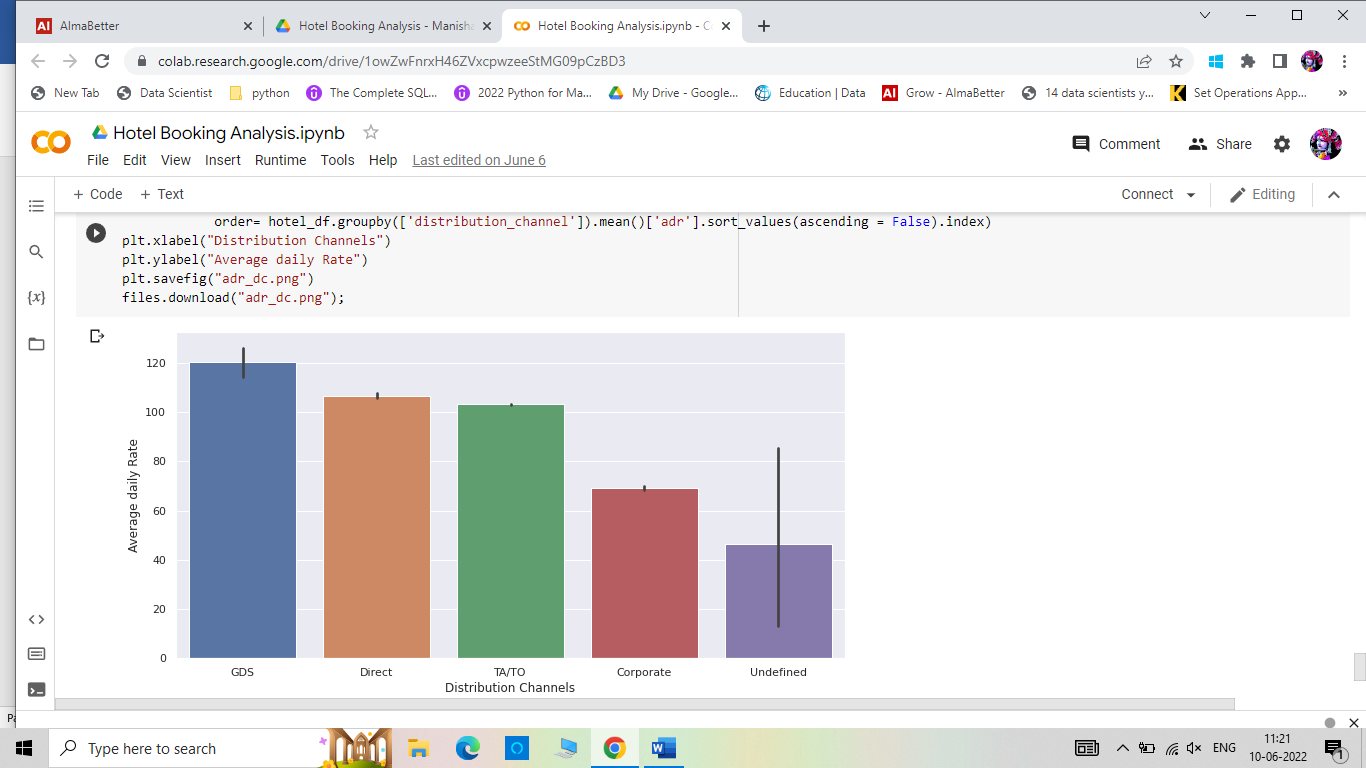 AlmaBetter
Hotel Booking Analysis - Manish
Hotel Booking Analysis.ipynb - C
colab.research.google.com/drive/1owZwFnrxH46ZVxcpwzeeStMG09pCzBD3
New Tab
Data Scientist
python
The Complete SQL...
2022 Python for Ma...
My Drive - Google...
Education | Data
AI
Grow - AlmaBetter
14 data scientists y...
Set Operations App...
»
Hotel Booking Analysis.ipynb
Comment
Share
File Edit View Insert Runtime Tools Help Last edited on June 6
+ Code + Text
Connect
Editing
order= hotel_df.groupby(['distribution_channel']).mean()['adr'].sort_values(ascending = False).index)
plt.xlabel("Distribution Channels")
plt.ylabel("Average daily Rate")
plt.savefig("adr_dc.png")
files.download("adr_dc.png");
{x}
<>
Average daily Rate
120
100
80
60
40
20
0
GDS Direct TA/TO Corporate Undefined
Distribution Channels
Type here to search
ENG
11:21
10-06-2022
1